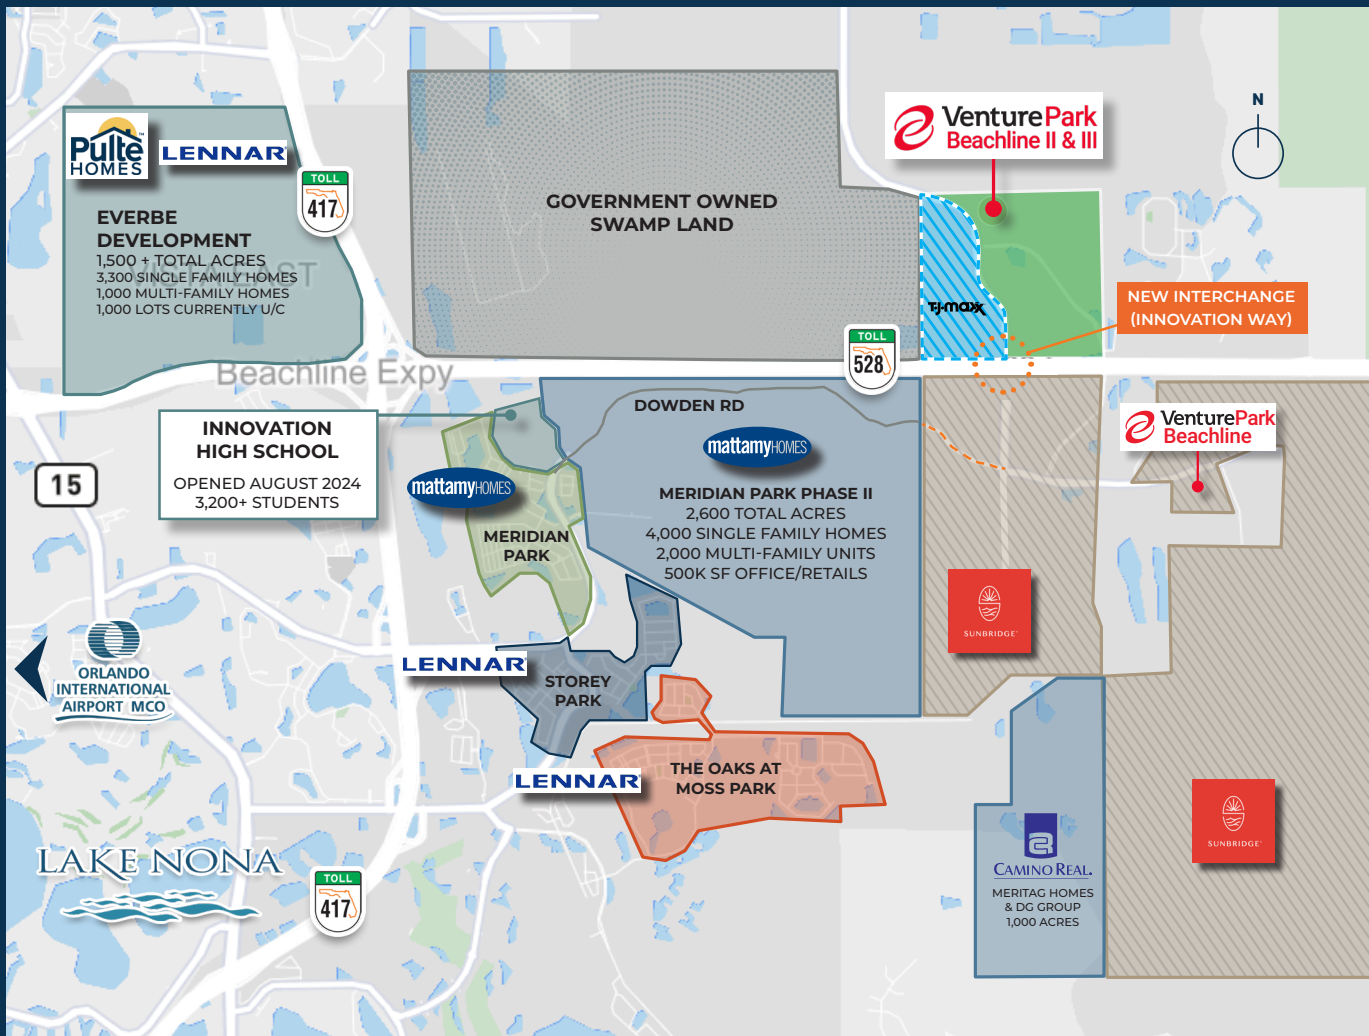 N
VenturePark
Beachline II & III
Pulte
HOMES
LENNAR
TOLL
417
EVERBE
DEVELOPMENT
1,500 + TOTAL ACRES
3,300 SINGLE FAMILY HOMES
1,000 MULTI-FAMILY HOMES
1,000 LOTS CURRENTLY U/C
VISTA EAST
GOVERNMENT OWNED
SWAMP LAND
T·J·maxx
NEW INTERCHANGE
(INNOVATION WAY)
TOLL
528
Beachline Expy
DOWDEN RD
INNOVATION
HIGH SCHOOL
OPENED AUGUST 2024
3,200+ STUDENTS
VenturePark
Beachline
mattamyHOMES
15
mattamyHOMES
MERIDIAN PARK PHASE II
2,600 TOTAL ACRES
4,000 SINGLE FAMILY HOMES
2,000 MULTI-FAMILY UNITS
500K SF OFFICE/RETAILS
MERIDIAN
PARK
SUNBRIDGE
ORLANDO
INTERNATIONAL
AIRPORT MCO
LENNAR
STOREY
PARK
LENNAR
THE OAKS AT
MOSS PARK
SUNBRIDGE
CAMINO REAL.
MERITAG HOMES
& DG GROUP
1,000 ACRES
LAKE NONA
TOLL
417